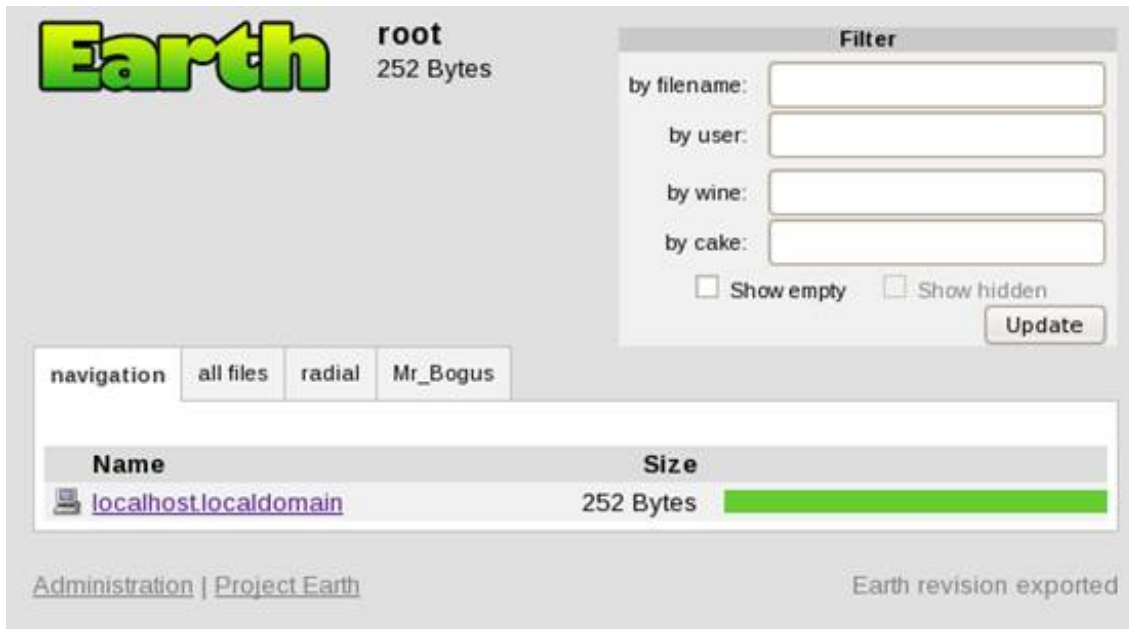 Earth
root
252 Bytes
Filter
by filename:
by user:
by wine:
by cake:
Show empty Show hidden
Update
navigation all files radial Mr_Bogus
Name Size
localhost.localdomain 252 Bytes
Administration | Project Earth Earth revision exported